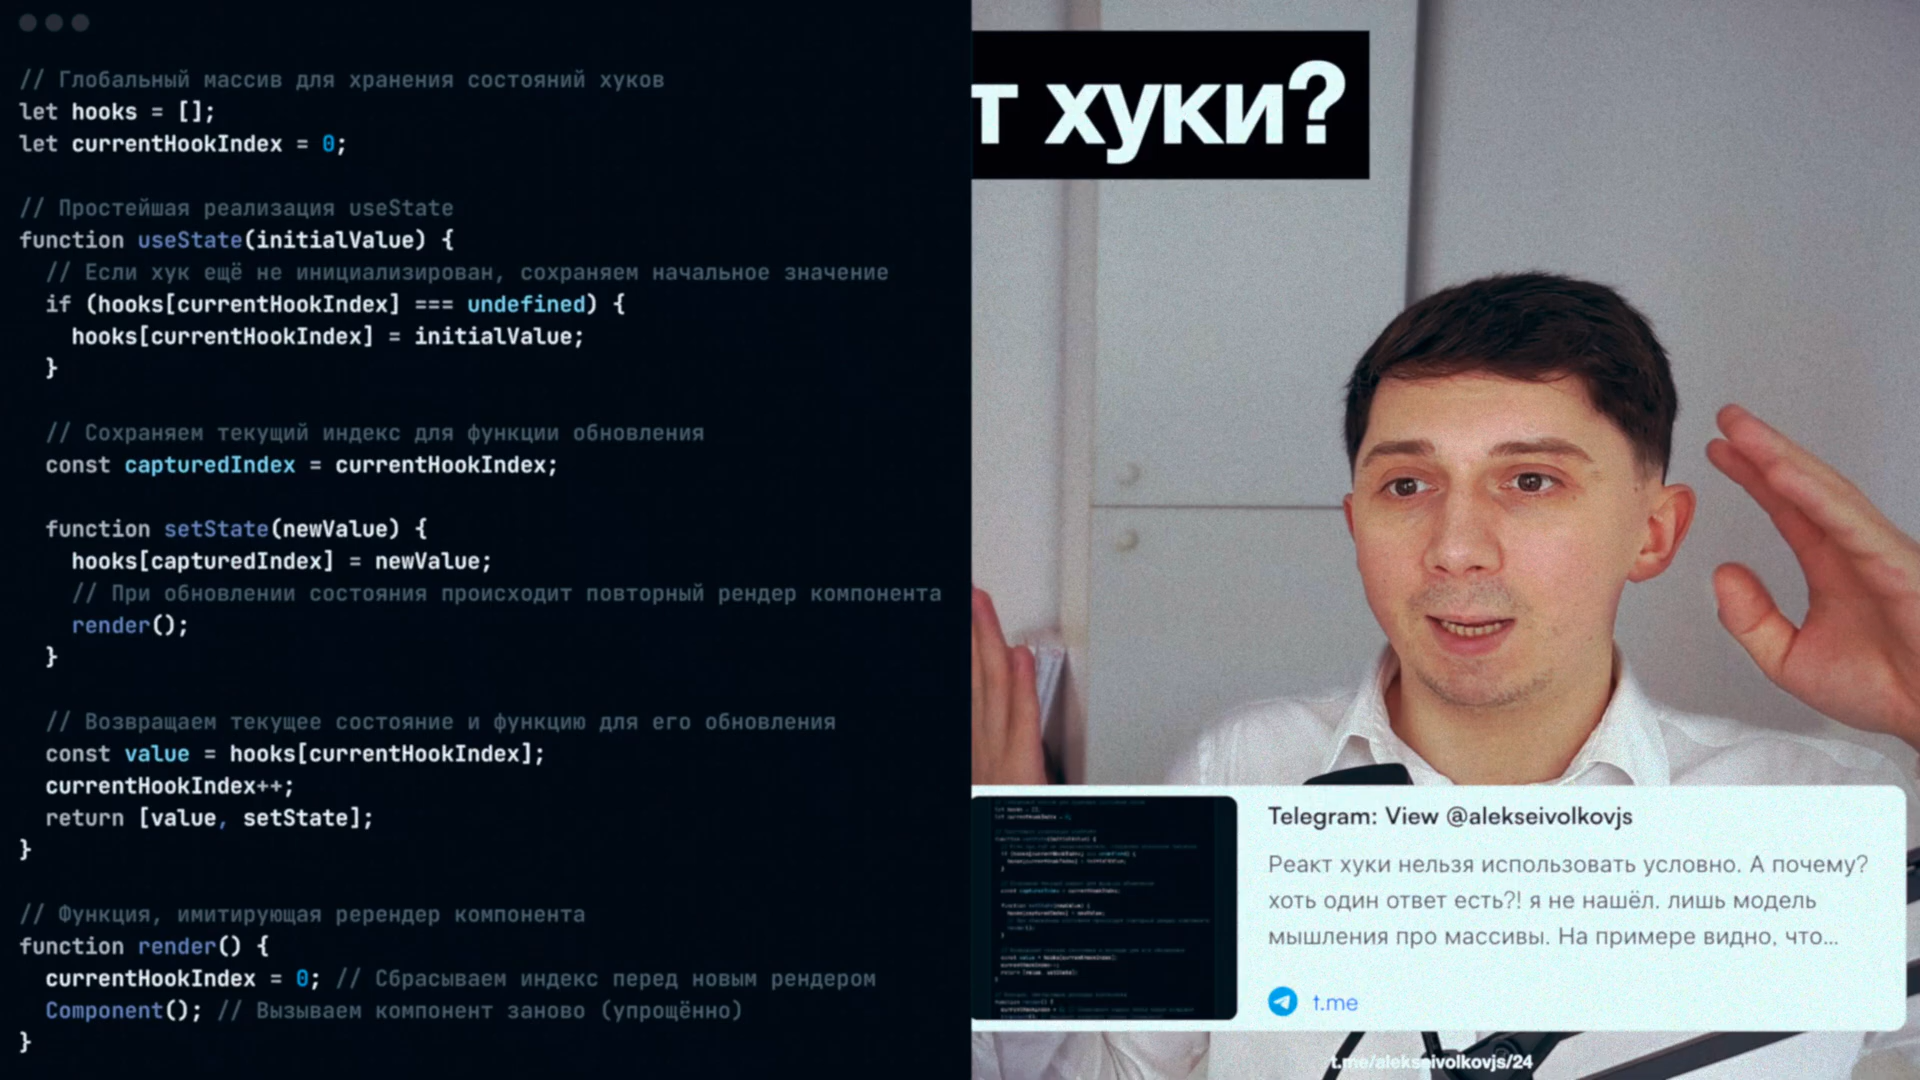 // Глобальный массив для хранения состояний хуков
let hooks = [];
let currentHookIndex = 0;
// Простейшая реализация useState
function useState(initialValue) {
// Если хук ещё не инициализирован, сохраняем начальное значение
if (hooks[currentHookIndex] === undefined) {
hooks[currentHookIndex] = initialValue;
}
// Сохраняем текущий индекс для функции обновления
const capturedIndex = currentHookIndex;
function setState(newValue) {
hooks[capturedIndex] = newValue;
// При обновлении состояния происходит повторный рендер компонента
render();
}
// Возвращаем текущее состояние и функцию для его обновления
const value = hooks[currentHookIndex];
currentHookIndex++;
return [value, setState];
}
// Функция, имитирующая ререндер компонента
function render() {
currentHookIndex = 0; // Сбрасываем индекс перед новым рендером
Component(); // Вызываем компонент заново (упрощённо)
}
т хуки?
Telegram: View @alekseivolkovjs
Реакт хуки нельзя использовать условно. А почему?
хоть один ответ есть?! я не нашёл. лишь модель
мышления про массивы. На примере видно, что...
t.me
t.me/alekseivolkovjs/24